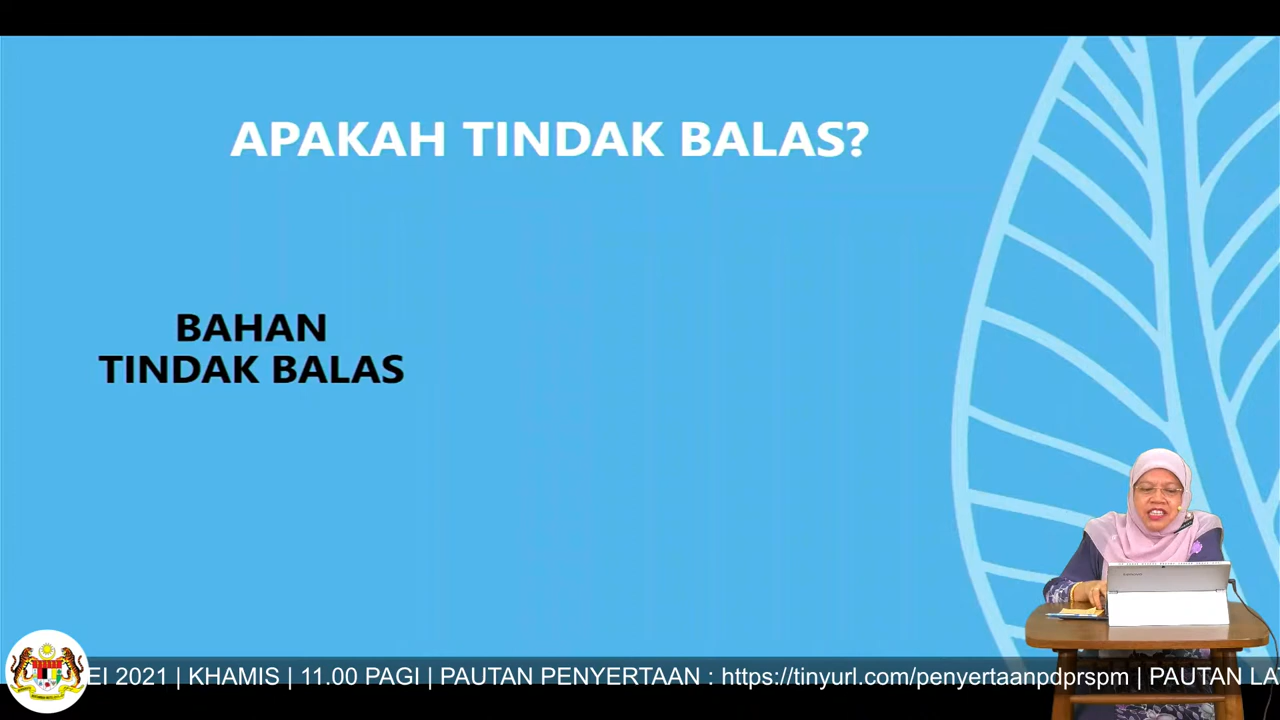 APAKAH TINDAK BALAS?
BAHAN
TINDAK BALAS
EI 2021 | KHAMIS | 11.00 PAGI | PAUTAN PENYERTAAN : https://tinyurl.com/penyertaanpdprspm | PAUTAN LA